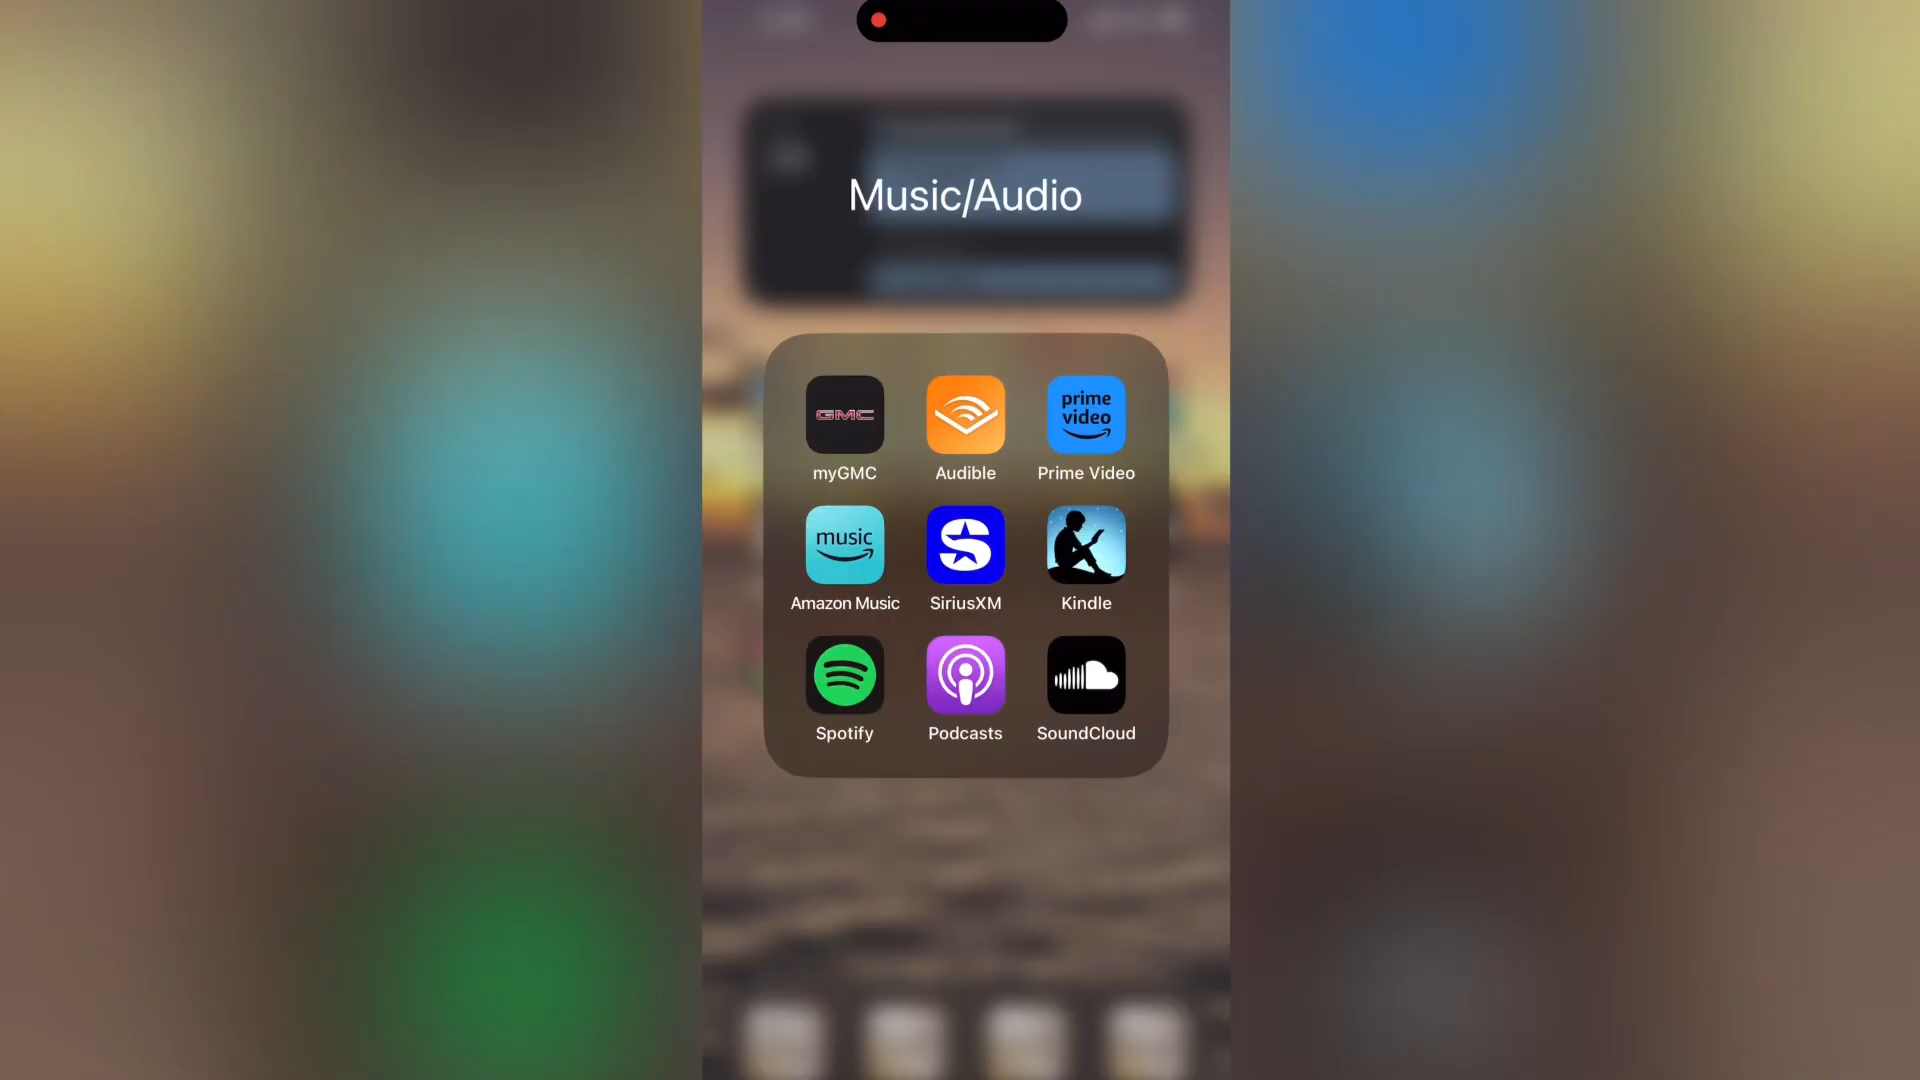 Music/Audio
GMC
prime
video
myGMC
Audible
Prime Video
music
Amazon Music
SiriusXM
Kindle
Spotify
Podcasts
SoundCloud